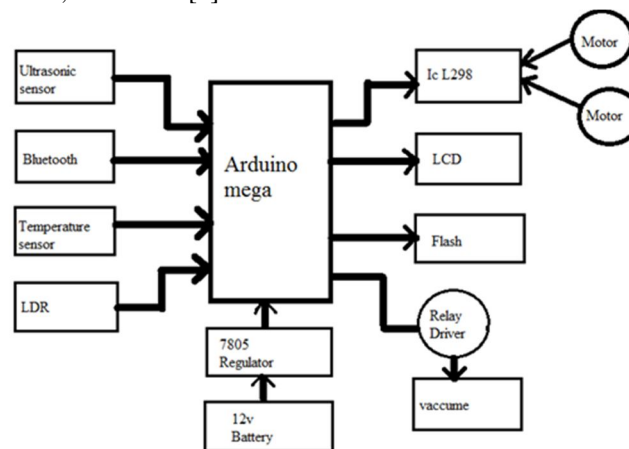 Ultrasonic
sensor
Bluetooth
Temperature
sensor
LDR
Arduino
mega
7805
Regulator
12v
Battery
Ic L298
LCD
Flash
Relay
Driver
vaccume
Motor
Motor